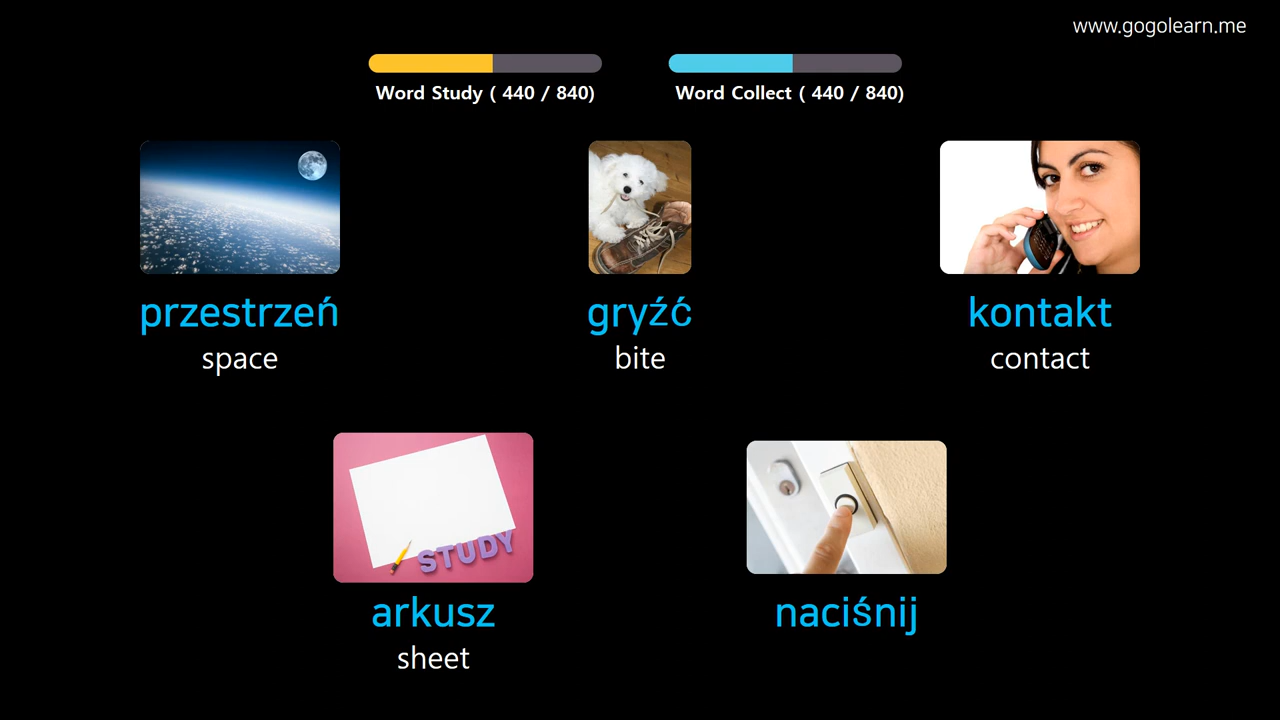 www.gogolearn.me
Word Study ( 440 / 840)
Word Collect ( 440 / 840)
przestrzeń
space
gryźć
bite
kontakt
contact
STUDY
arkusz
sheet
naciśnij